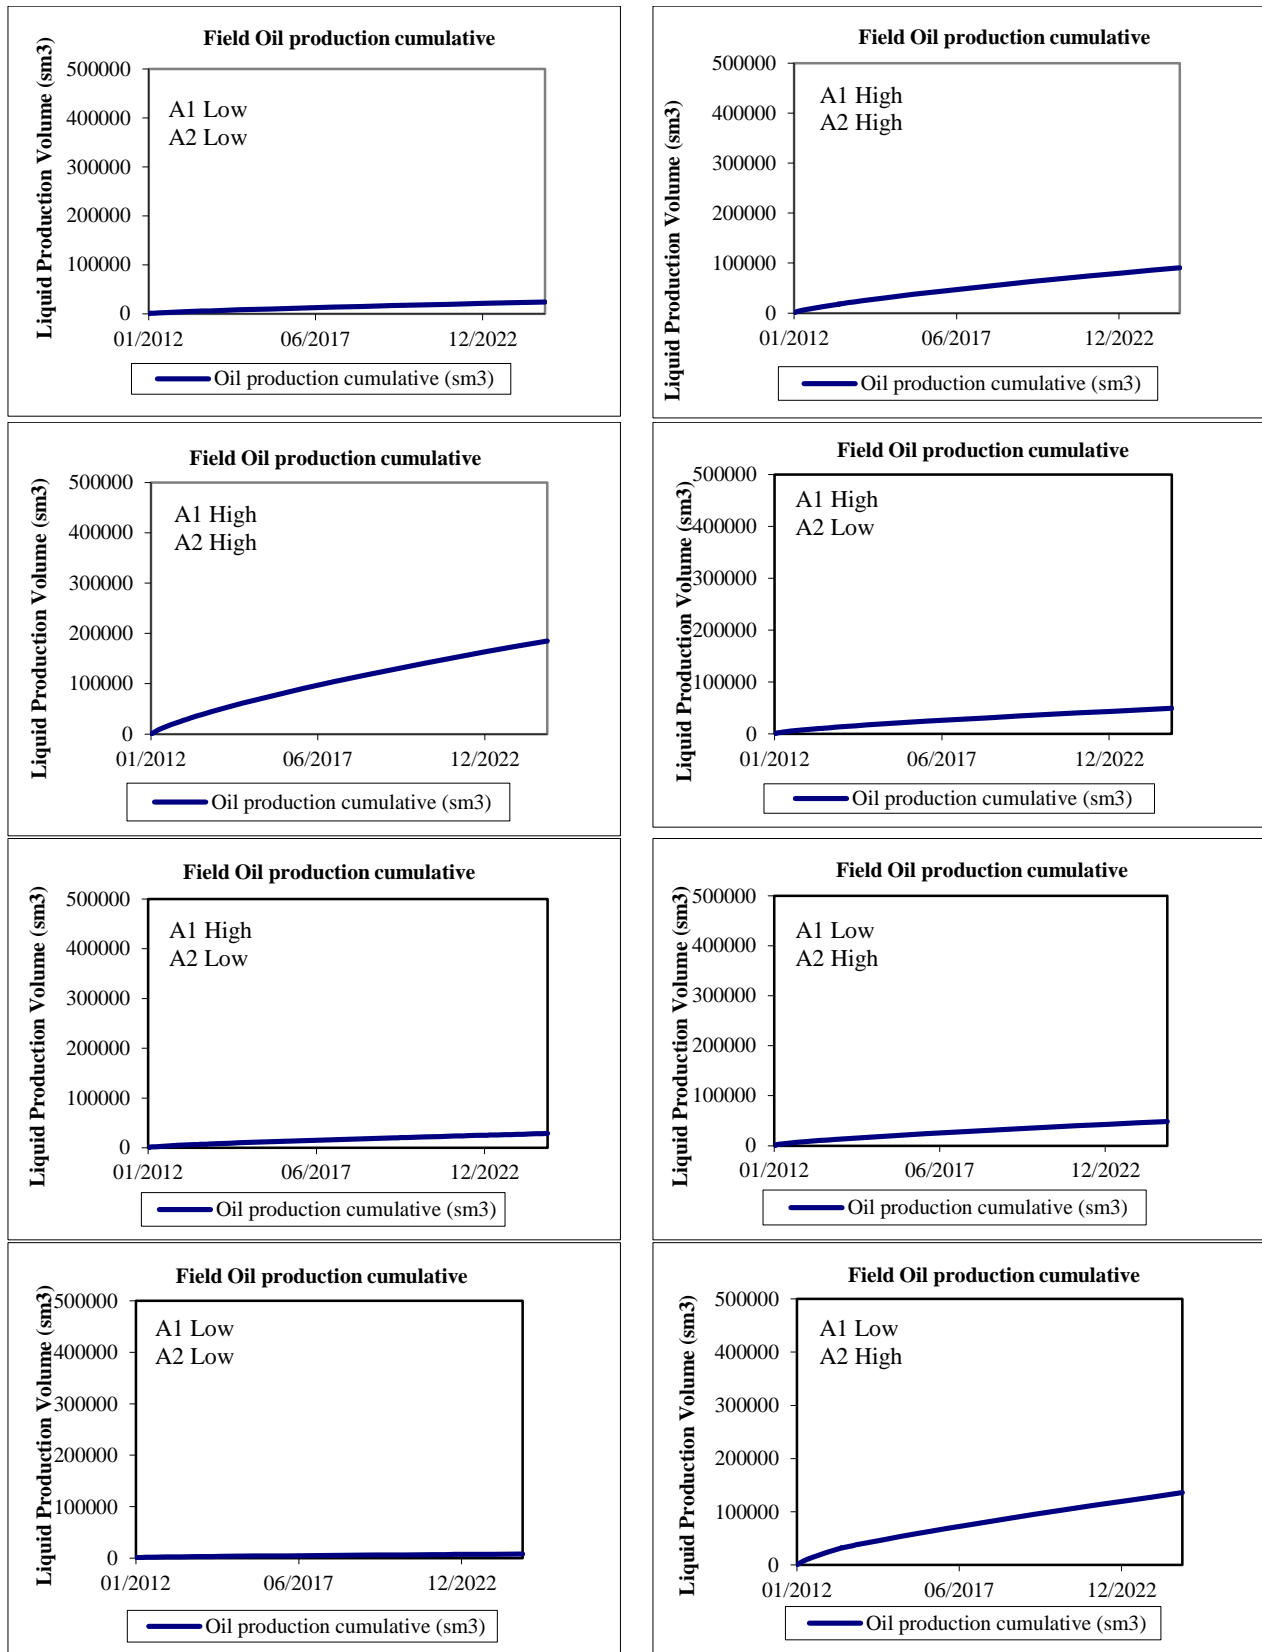 Field Oil production cumulative
Liquid Production Volume (sm3)
500000
400000
300000
200000
100000
0
A1 Low
A2 Low
01/2012
06/2017
12/2022
Oil production cumulative (sm3)
Field Oil production cumulative
Liquid Production Volume (sm3)
500000
400000
300000
200000
100000
0
A1 High
A2 High
01/2012
06/2017
12/2022
Oil production cumulative (sm3)
Field Oil production cumulative
Liquid Production Volume (sm3)
500000
400000
300000
200000
100000
0
A1 High
A2 High
01/2012
06/2017
12/2022
Oil production cumulative (sm3)
Field Oil production cumulative
Liquid Production Volume (sm3)
500000
400000
300000
200000
100000
0
A1 High
A2 Low
01/2012
06/2017
12/2022
Oil production cumulative (sm3)
Field Oil production cumulative
Liquid Production Volume (sm3)
500000
400000
300000
200000
100000
0
A1 High
A2 Low
01/2012
06/2017
12/2022
Oil production cumulative (sm3)
Field Oil production cumulative
Liquid Production Volume (sm3)
500000
400000
300000
200000
100000
0
A1 Low
A2 High
01/2012
06/2017
12/2022
Oil production cumulative (sm3)
Field Oil production cumulative
Liquid Production Volume (sm3)
500000
400000
300000
200000
100000
0
A1 Low
A2 Low
01/2012
06/2017
12/2022
Oil production cumulative (sm3)
Field Oil production cumulative
Liquid Production Volume (sm3)
500000
400000
300000
200000
100000
0
A1 Low
A2 High
01/2012
06/2017
12/2022
Oil production cumulative (sm3)